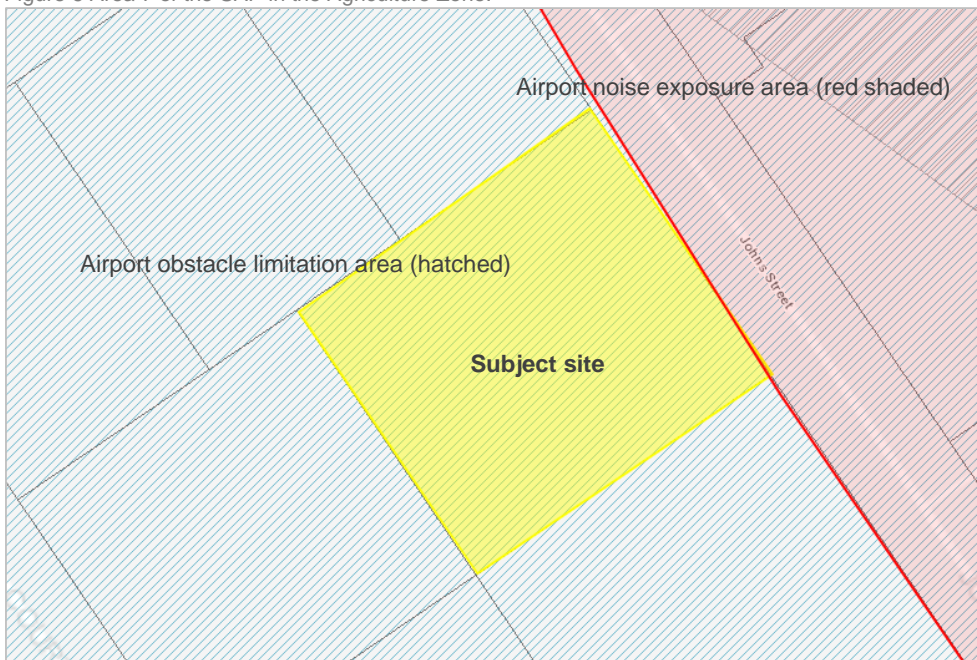 Airport noise exposure area (red shaded)
Johns Street
Airport obstacle limitation area (hatched)
Subject site